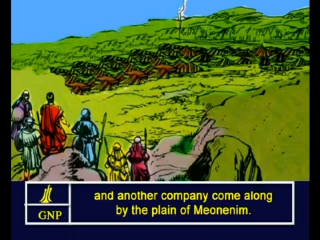 and another company come along
by the plain of Meonenim.
GNP